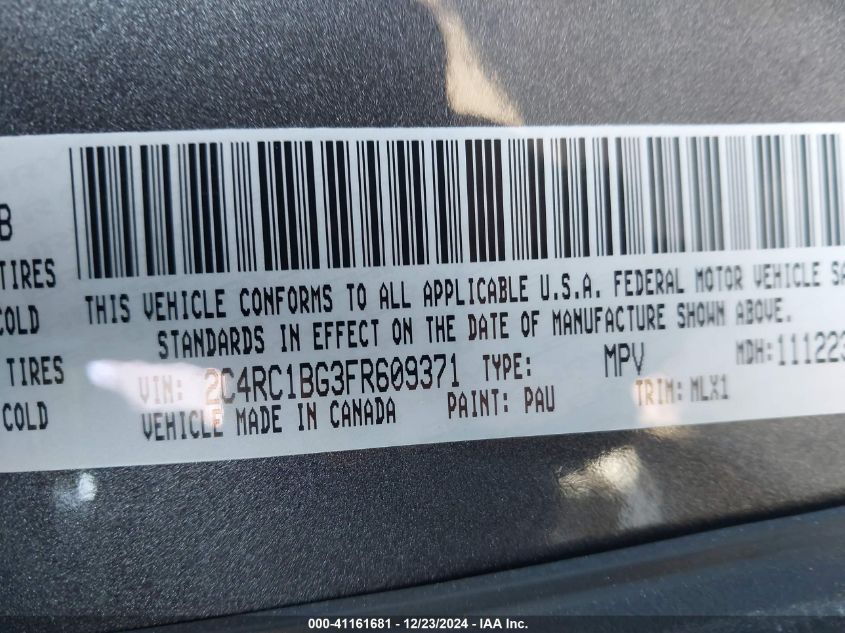 B
TIRES
COLD
TIRES
COLD
THIS VEHICLE CONFORMS TO ALL APPLICABLE U.S.A. FEDERAL MOTOR VEHICLE SA
STANDARDS IN EFFECT ON THE DATE OF MANUFACTURE SHOWN ABOVE.
VIN: 2C4RC1BG3FR609371 TYPE: MPV MDH:111223
VEHICLE MADE IN CANADA PAINT: PAU TRIM: MLX1
000-41161681 - 12/23/2024 - IAA Inc.